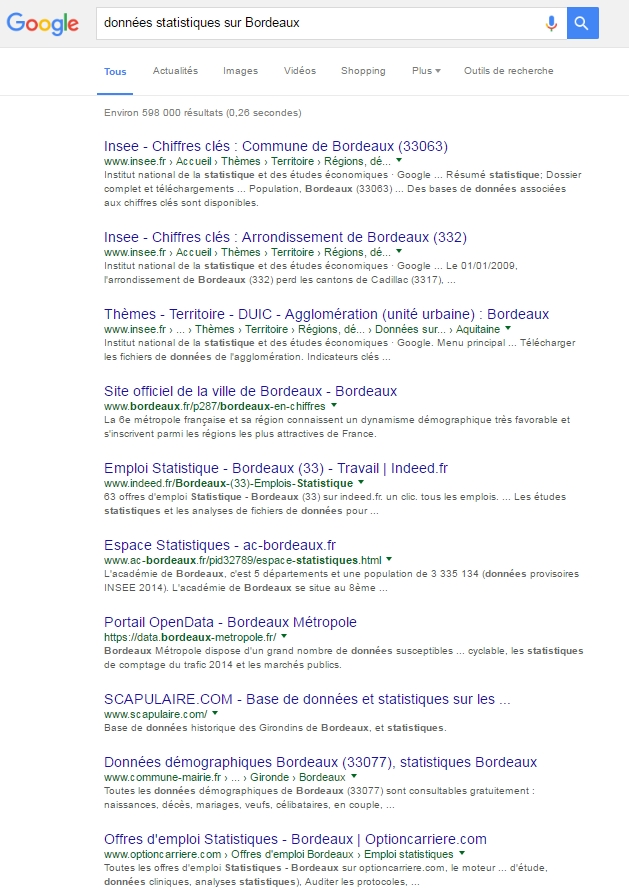 Google données statistiques sur Bordeaux
Tous Actualités Images Vidéos Shopping Plus Outils de recherche
Environ 598 000 résultats (0,26 secondes)
Insee - Chiffres clés : Commune de Bordeaux (33063)
www.insee.fr › Accueil › Thèmes › Territoire › Régions, dé...
Institut national de la statistique et des études économiques · Google ... Résumé statistique; Dossier
complet et téléchargements ... Population, Bordeaux (33063) ... Des bases de données associées
aux chiffres clés sont disponibles.
Insee - Chiffres clés : Arrondissement de Bordeaux (332)
www.insee.fr › Accueil › Thèmes › Territoire › Régions, dé...
Institut national de la statistique et des études économiques · Google ... Le 01/01/2009,
l'arrondissement de Bordeaux (332) perd les cantons de Cadillac (3317), ...
Thèmes - Territoire - DUIC - Agglomération (unité urbaine) : Bordeaux
www.insee.fr › ... › Thèmes › Territoire › Régions, dé... › Données sur... › Aquitaine
Institut national de la statistique et des études économiques · Google. Menu principal ... Télécharger
les fichiers de données de l'agglomération. Indicateurs clés ...
Site officiel de la ville de Bordeaux - Bordeaux
www.bordeaux.fr/p287/bordeaux-en-chiffres
La 6e métropole française et sa région connaissent un dynamisme démographique très favorable et
s'inscrivent parmi les régions les plus attractives de France.
Emploi Statistique - Bordeaux (33) - Travail | Indeed.fr
www.indeed.fr/Bordeaux-(33)-Emplois-Statistique
63 offres d'emploi Statistique - Bordeaux (33) sur indeed.fr. un clic. tous les emplois. ... Les études
statistiques et les analyses de fichiers de données pour ...
Espace Statistiques - ac-bordeaux.fr
www.ac-bordeaux.fr/pid32789/espace-statistiques.html
L'académie de Bordeaux, c'est 5 départements et une population de 3 335 134 (données provisoires
INSEE 2014). L'académie de Bordeaux se situe au 8ème ...
Portail OpenData - Bordeaux Métropole
https://data.bordeaux-metropole.fr/
Bordeaux Métropole dispose d'un grand nombre de données susceptibles ... cyclable, les statistiques
de comptage du trafic 2014 et les marchés publics.
SCAPULAIRE.COM - Base de données et statistiques sur les ...
www.scapulaire.com/
Base de données historique des Girondins de Bordeaux, et statistiques.
Données démographiques Bordeaux (33077), statistiques Bordeaux
www.commune-mairie.fr › ... › Gironde › Bordeaux
Toutes les données démographiques de Bordeaux (33077) sont consultables gratuitement :
naissances, décès, mariages, veufs, célibataires, en couple, ...
Offres d'emploi Statistiques - Bordeaux | Optioncarriere.com
www.optioncarriere.com › Offres d'emploi Bordeaux › Emploi statistiques
Toutes les offres d'emploi Statistiques - Bordeaux sur optioncarriere.com, le moteur ... d'étude,
données cliniques, analyses statistiques), Auditer les protocoles, ...